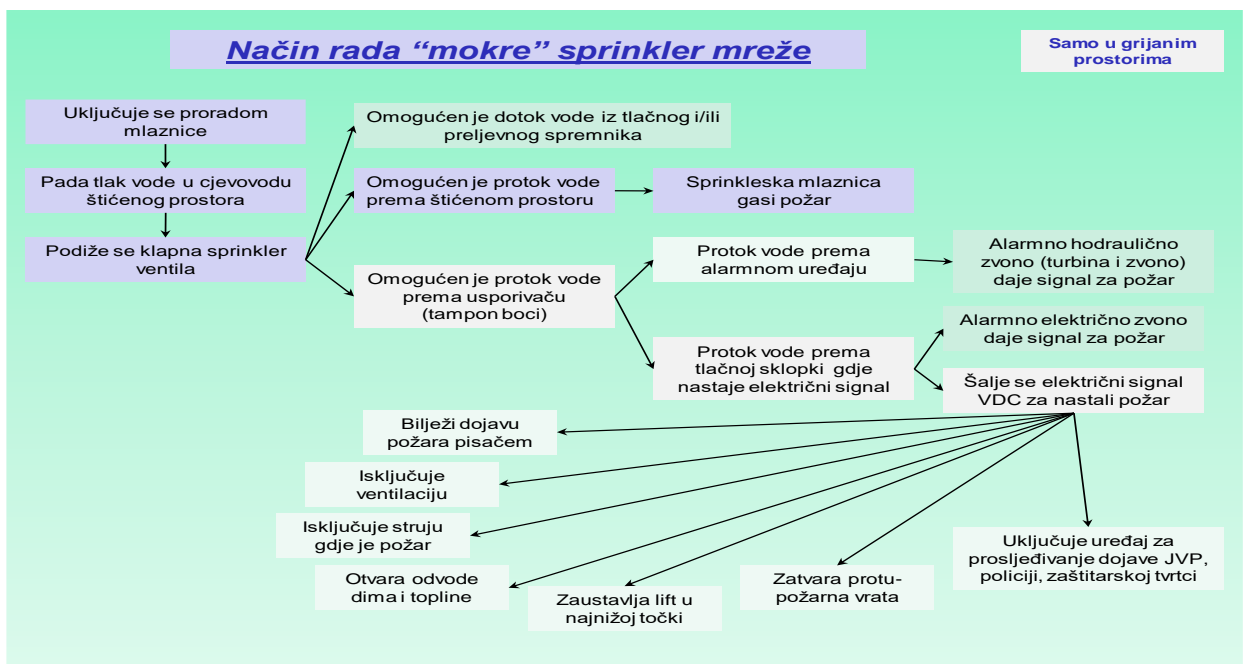 Način rada “mokre” sprinkler mreže
Samo u grijanim
prostorima
Uključuje se proradom
mlaznice
Omogućen je dotok vode iz tlačnog i/ili
preljevnog spremnika
Pada tlak vode u cjevovodu
štićenog prostora
Omogućen je protok vode
prema štićenom prostoru
Sprinkleska mlaznica
gasi požar
Podiže se klapna sprinkler
ventila
Omogućen je protok vode
prema usporivaču
(tampon boci)
Protok vode prema
alarmnom uređaju
Alarmno hodraulično
zvono (turbina i zvono)
daje signal za požar
Protok vode prema
tlačnoj sklopki gdje
nastaje električni signal
Alarmno električno zvono
daje signal za požar
Šalje se električni signal
VDC za nastali požar
Bilježi dojavu
požara pisačem
Isključuje
ventilaciju
Isključuje struju
gdje je požar
Otvara odvode
dima i topline
Zaustavlja lift u
najnižoj točki
Zatvara protu-
požarna vrata
Uključuje uređaj za
prosljeđivanje dojave JVP,
policiji, zaštitarskoj tvrtci